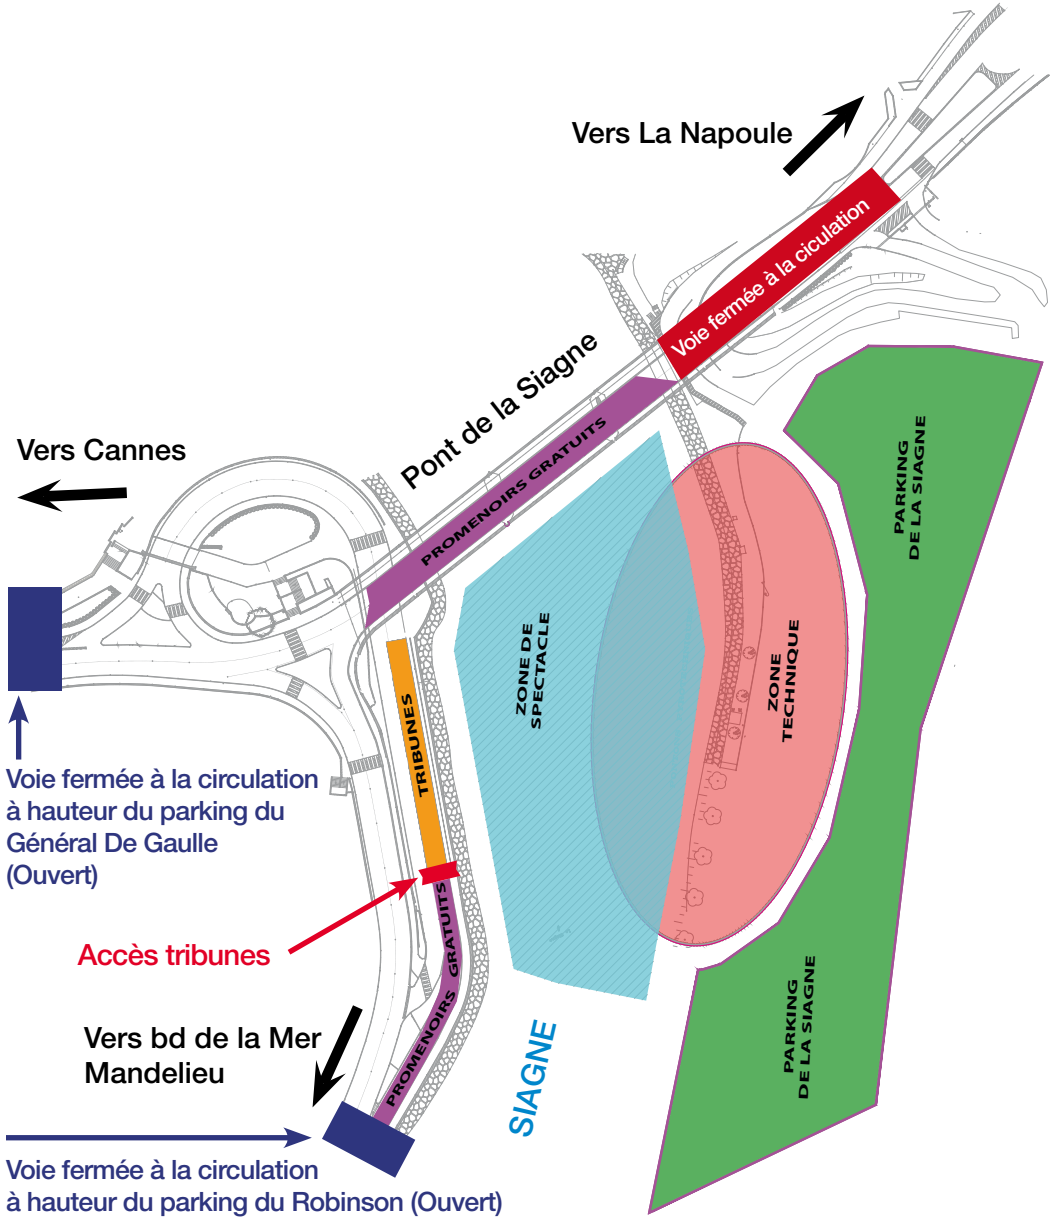 Vers La Napoule
Voie fermée à la ciculation
Pont de la Siagne
Vers Cannes
PROMENOIRS GRATUITS
PARKING
DE LA SIAGNE
ZONE DE
SPECTACLE
ZONE
TECHNIQUE
TRIBUNES
Voie fermée à la circulation
à hauteur du parking du
Général De Gaulle
(Ouvert)
Accès tribunes
PROMENOIRS GRATUITS
PARKING
DE LA SIAGNE
Vers bd de la Mer
Mandelieu
SIAGNE
Voie fermée à la circulation
à hauteur du parking du Robinson (Ouvert)